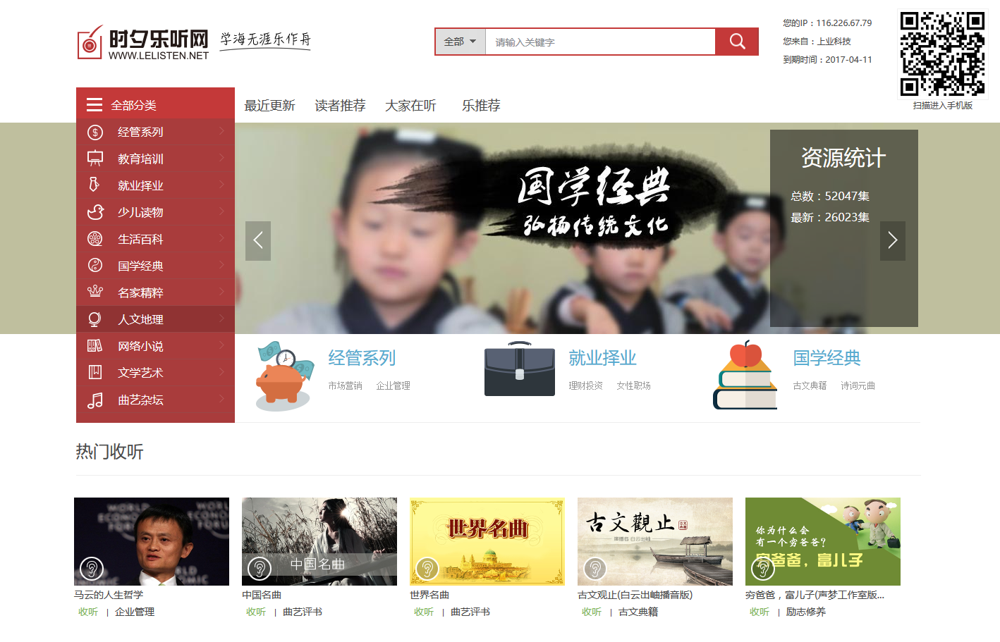 时夕乐听网
WWW.LELISTEN.NET
学海无涯乐作舟
全部
请输入关键字
您的IP：116.226.67.79
您来自：上业科技
到期时间：2017-04-11
扫描进入手机版
全部分类
最近更新 读者推荐 大家在听 乐推荐
经管系列
教育培训
就业择业
少儿读物
生活百科
国学经典
名家精粹
人文地理
网络小说
文学艺术
曲艺杂坛
国学经典
弘扬传统文化
资源统计
总数：52047集
最新：26023集
经管系列
市场营销 企业管理
就业择业
理财投资 女性职场
国学经典
古文典籍 诗词元曲
热门收听
WORLD ECONOMIC FORUM
中国名曲
世界名曲
古文觀止
演播者 白云出岫
你为什么会
有一个穷爸爸？
穷爸爸，富儿子
马云的人生哲学
收听 | 企业管理
中国名曲
收听 | 曲艺评书
世界名曲
收听 | 曲艺评书
古文观止(白云出岫播音版)
收听 | 古文典籍
穷爸爸，富儿子(声梦工作室版...
收听 | 励志修养